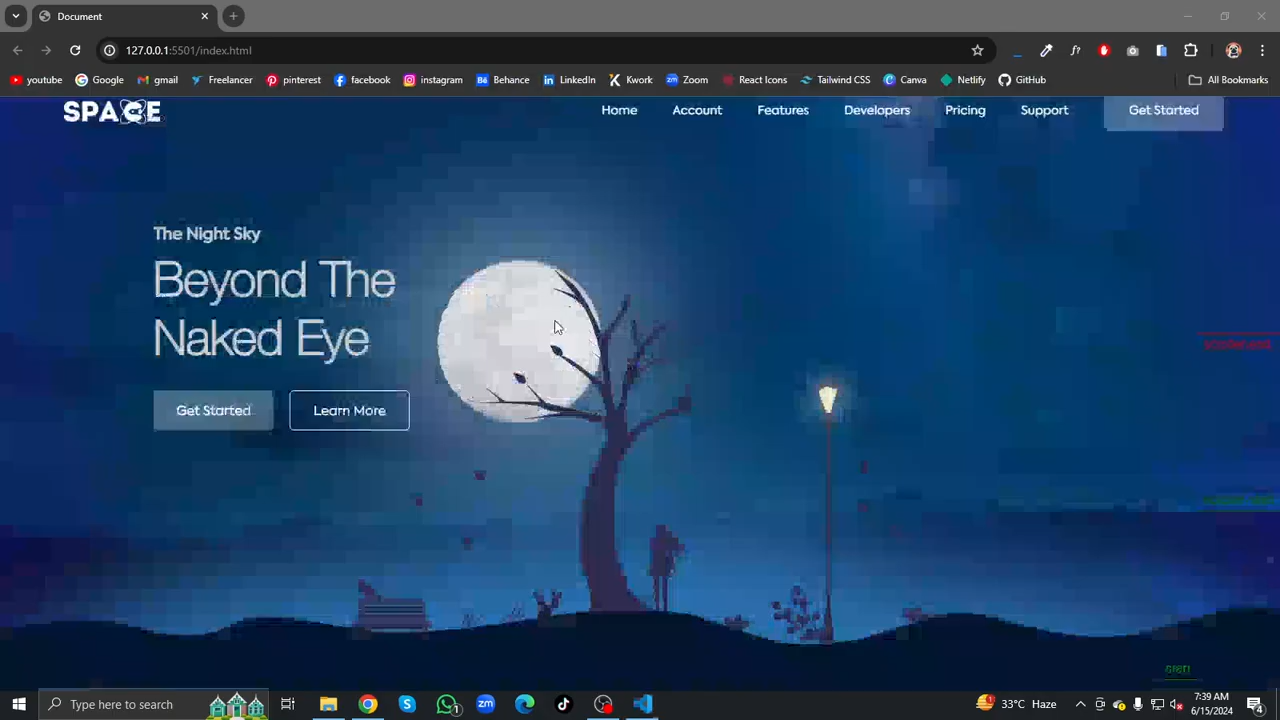 Document
127.0.0.1:5501/index.html
youtube
Google
gmail
Freelancer
pinterest
facebook
instagram
Behance
LinkedIn
Kwork
Zoom
React Icons
Tailwind CSS
Canva
Netlify
GitHub
All Bookmarks
SPACE
Home
Account
Features
Developers
Pricing
Support
Get Started
The Night Sky
Beyond The
Naked Eye
Get Started
Learn More
Type here to search
33°C Haze
7:39 AM
6/15/2024